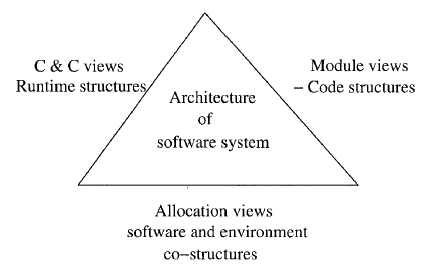 C & C views
Runtime structures
Module views
– Code structures
Architecture
of
software system
Allocation views
software and environment
co–structures